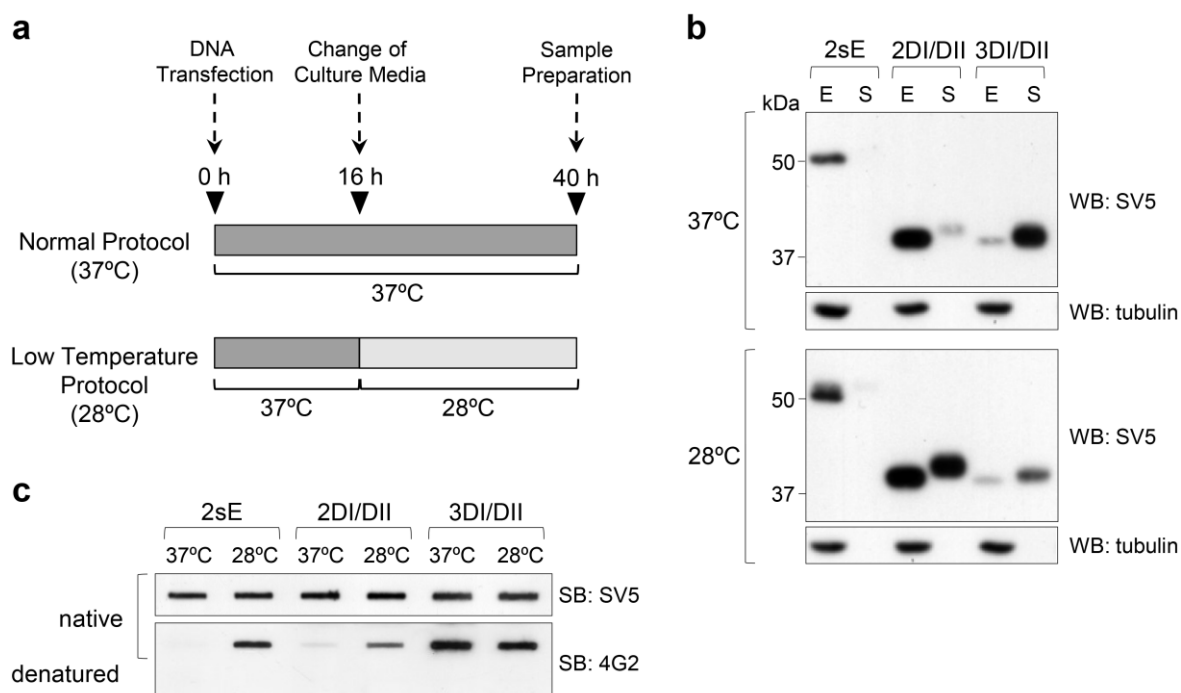 a
DNA
Transfection
Change of
Culture Media
Sample
Preparation
0 h
16 h
40 h
Normal Protocol
(37ºC)
37ºC
Low Temperature
Protocol
(28ºC)
37ºC
28ºC
b
2sE 2DI/DII 3DI/DII
kDa E S E S E S
50
37
37ºC
WB: SV5
WB: tubulin
50
37
28ºC
WB: SV5
WB: tubulin
c
2sE 2DI/DII 3DI/DII
37ºC 28ºC 37ºC 28ºC 37ºC 28ºC
native
SB: SV5
denatured
SB: 4G2